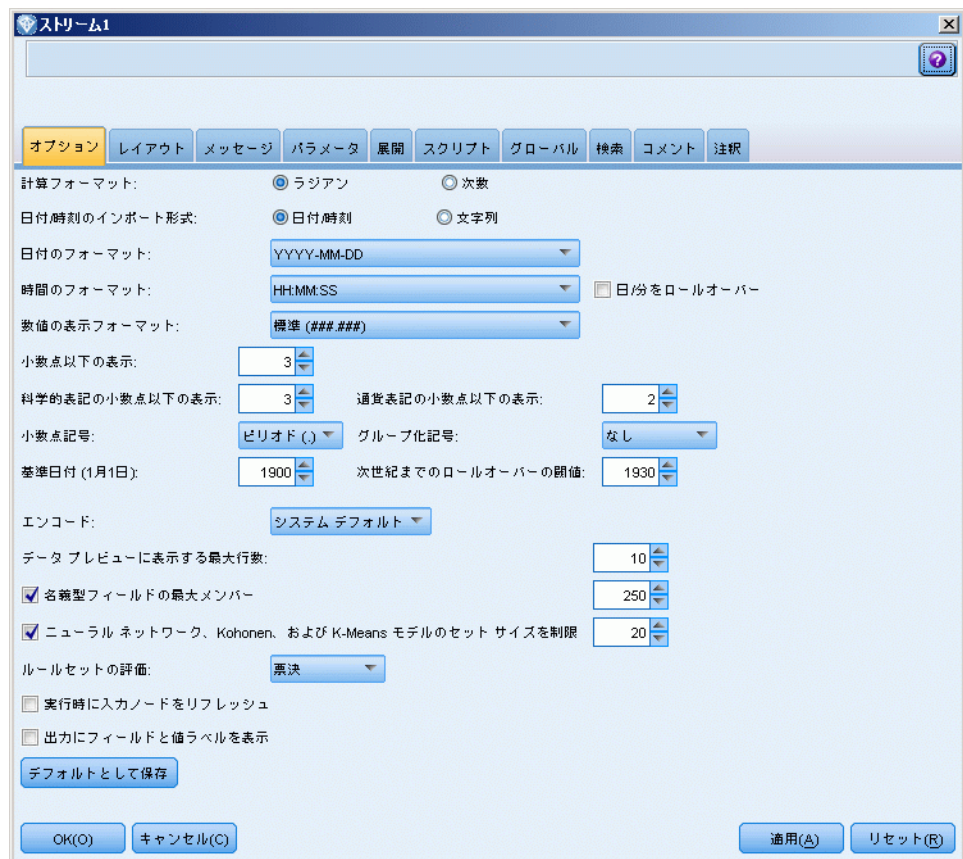 ストリーム1
オプション レイアウト メッセージ パラメータ 展開 スクリプト グローバル 検索 コメント 注釈
計算フォーマット: ラジアン 次数
日付/時刻のインポート形式: 日付/時刻 文字列
日付のフォーマット: YYYY-MM-DD
時間のフォーマット: HH:MM:SS 日/分をロールオーバー
数値の表示フォーマット: 標準 (###.###)
小数点以下の表示: 3
科学的表記の小数点以下の表示: 3 通貨表記の小数点以下の表示: 2
小数点記号: ピリオド (.) グループ化記号: なし
基準日付 (1月1日): 1900 次世紀までのロールオーバーの閾値: 1930
エンコード: システム デフォルト
データ プレビューに表示する最大行数: 10
名義型フィールドの最大メンバー 250
ニューラル ネットワーク、Kohonen、および K-Means モデルのセット サイズを制限 20
ルールセットの評価: 票決
実行時に入力ノードをリフレッシュ
出力にフィールドと値ラベルを表示
デフォルトとして保存
OK(O) キャンセル(C) 適用(A) リセット(R)